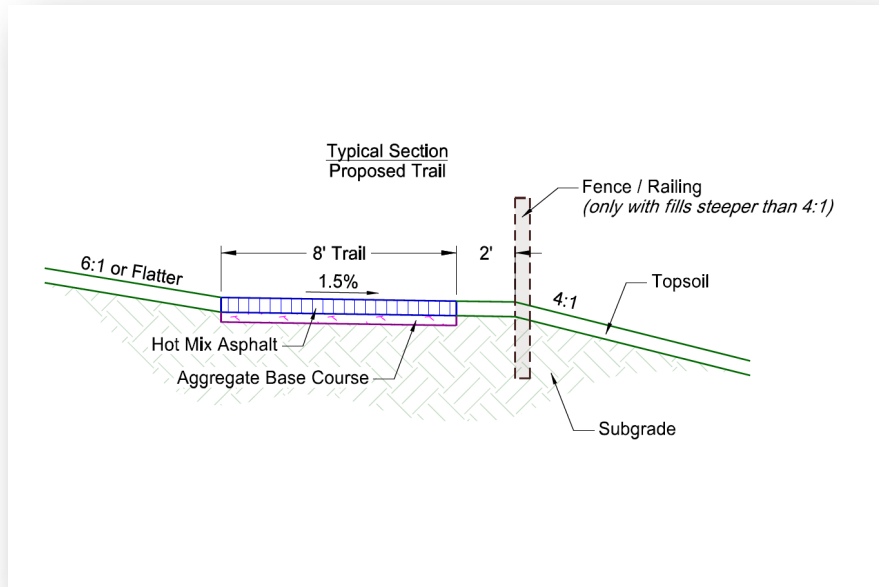 Typical Section
Proposed Trail
Fence / Railing
(only with fills steeper than 4:1)
6:1 or Flatter
8' Trail
2'
1.5%
Topsoil
4:1
Hot Mix Asphalt
Aggregate Base Course
Subgrade